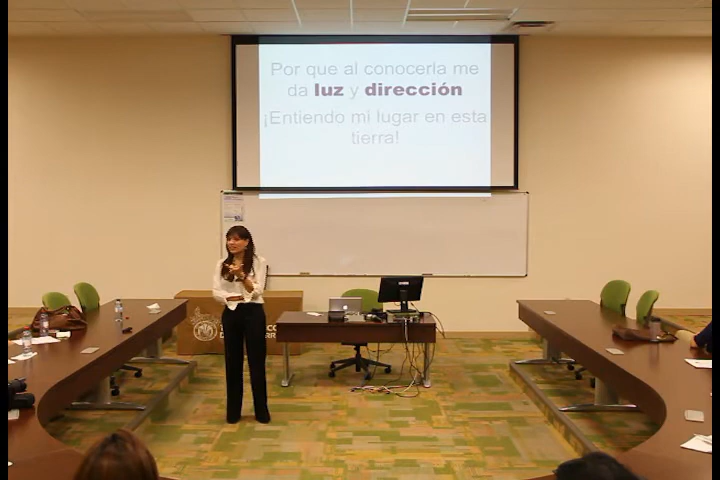 Por que al conocerla me
da luz y dirección
¡Entiendo mi lugar en esta
tierra!